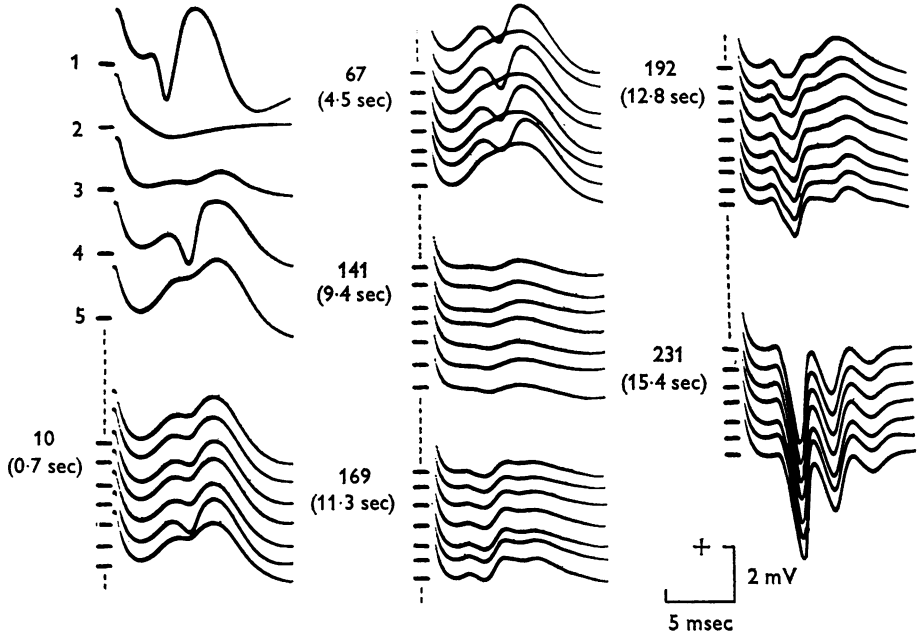 1
2
3
4
5
10
(0·7 sec)
67
(4·5 sec)
141
(9·4 sec)
169
(11·3 sec)
192
(12·8 sec)
231
(15·4 sec)
+
2 mV
5 msec